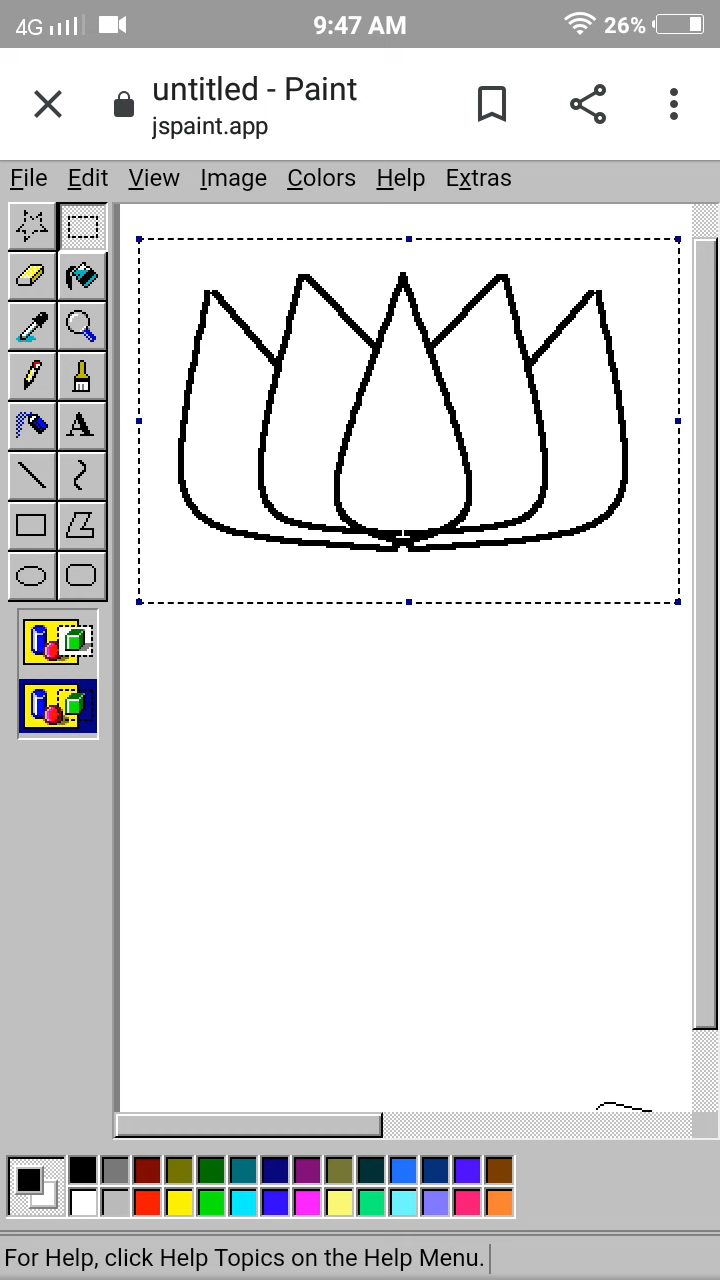 4G 9:47 AM 26%
untitled - Paint
jspaint.app
File Edit View Image Colors Help Extras
A
For Help, click Help Topics on the Help Menu.